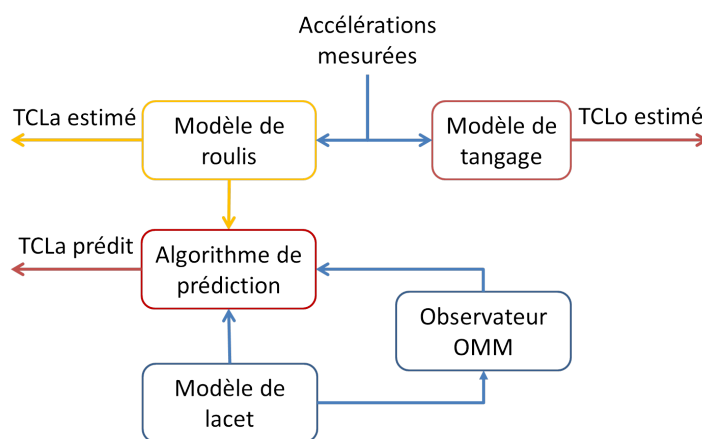 Accélérations
mesurées
TCLa estimé
Modèle de
roulis
Modèle de
tangage
TCLo estimé
TCLa prédit
Algorithme de
prédiction
Observateur
OMM
Modèle de
lacet